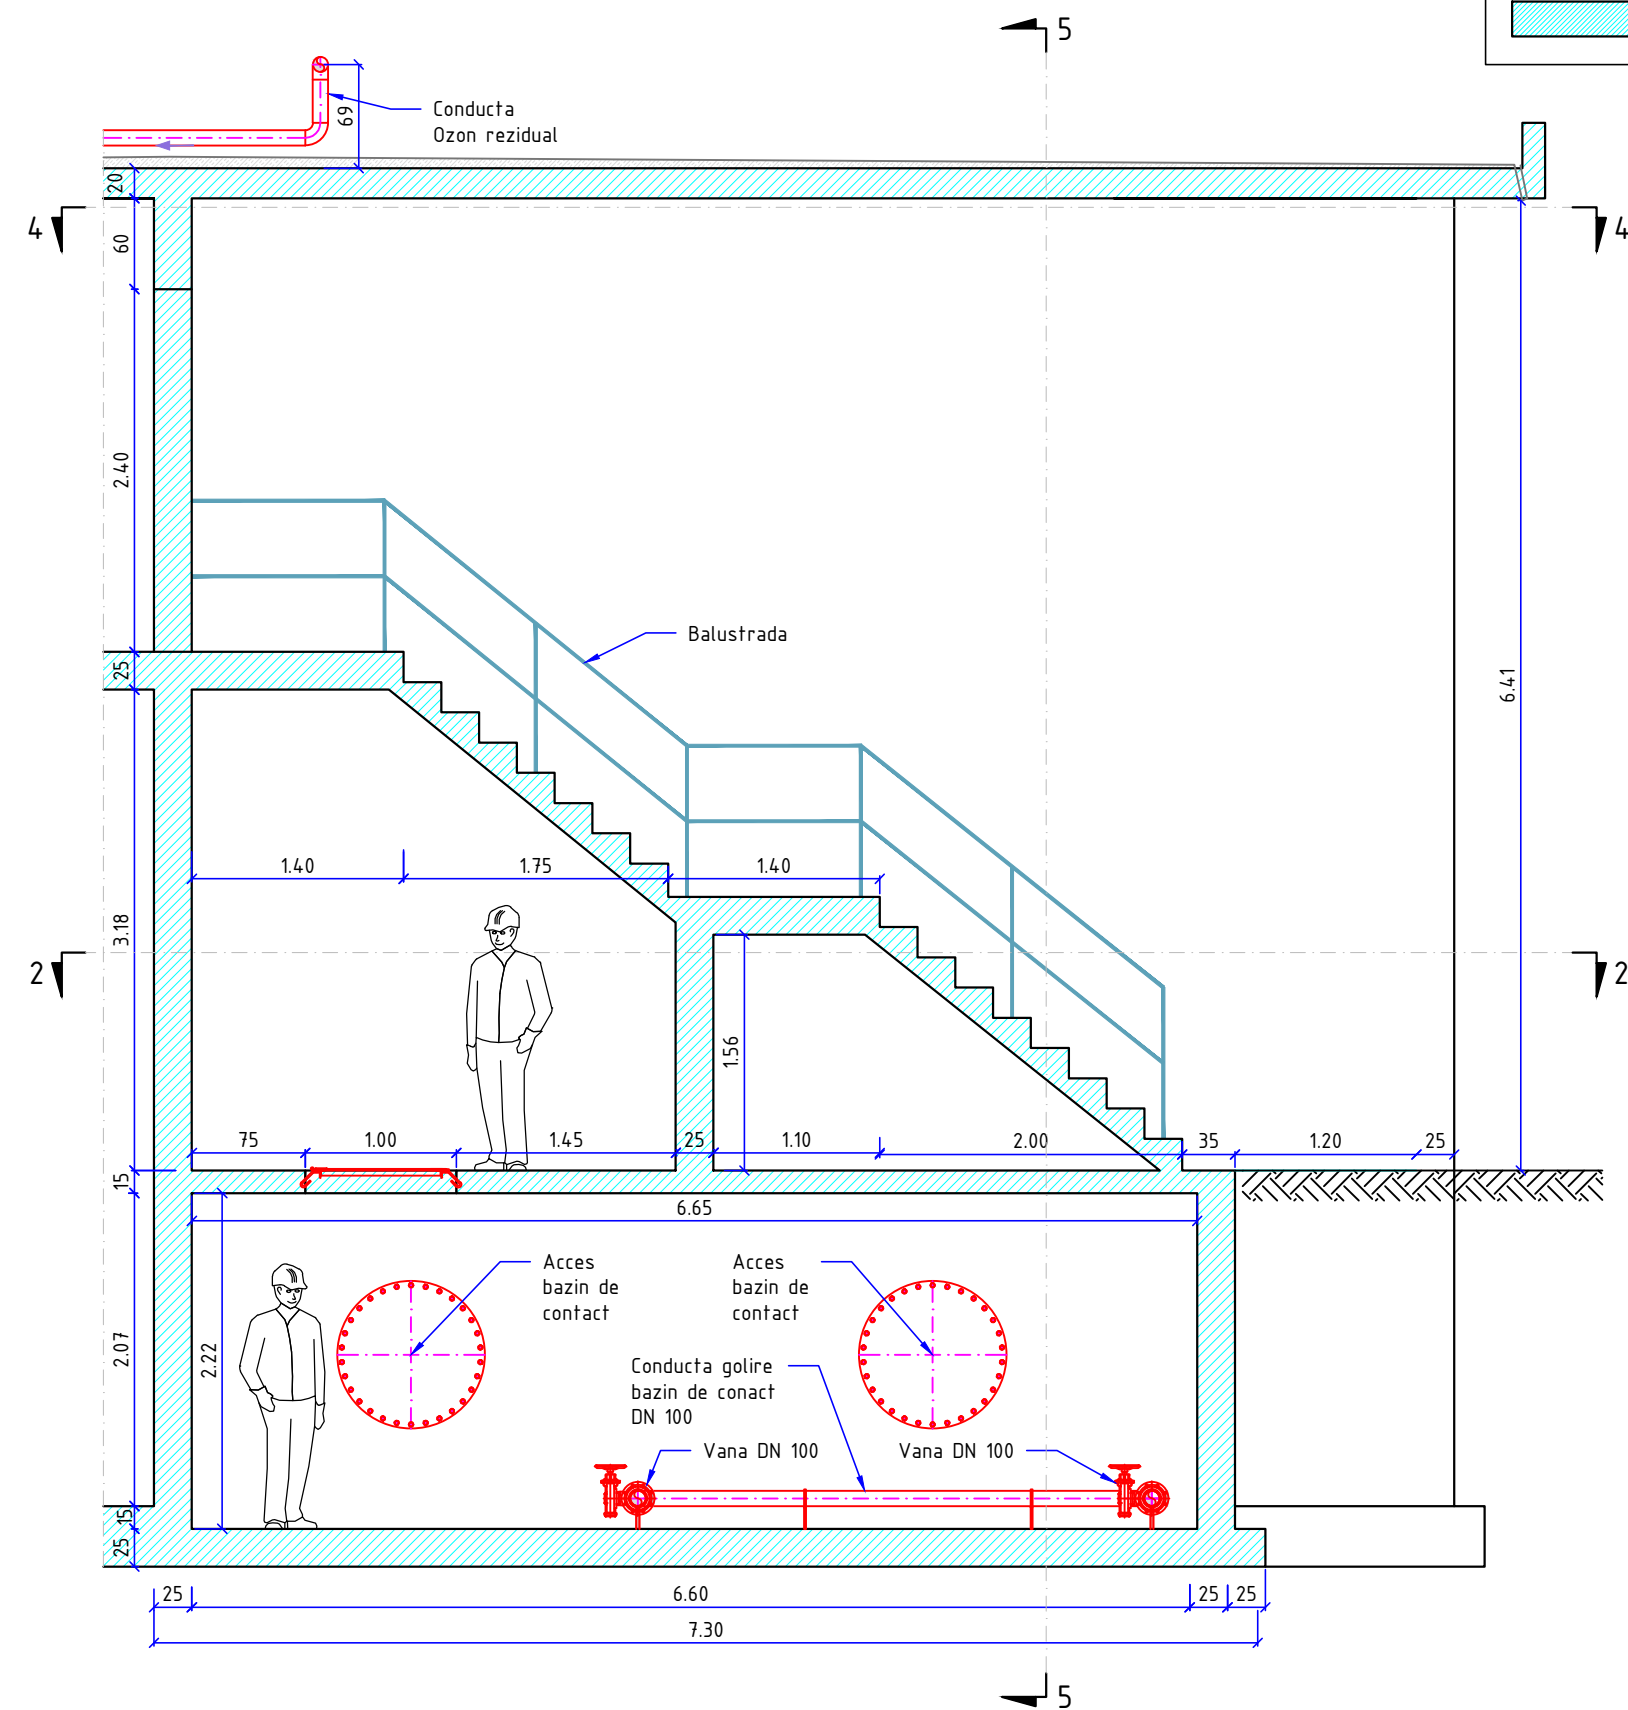 5
Conducta
Ozon rezidual
69
20
4
4
60
2.40
Balustrada
25
6.41
1.40
1.75
1.40
3.18
2
2
1.56
75
1.00
1.45
25
1.10
2.00
35
1.20
25
15
6.65
Acces
bazin de
contact
Acces
bazin de
contact
2.07
2.22
Conducta golire
bazin de conact
DN 100
Vana DN 100
Vana DN 100
15
25
25
6.60
25
25
7.30
5